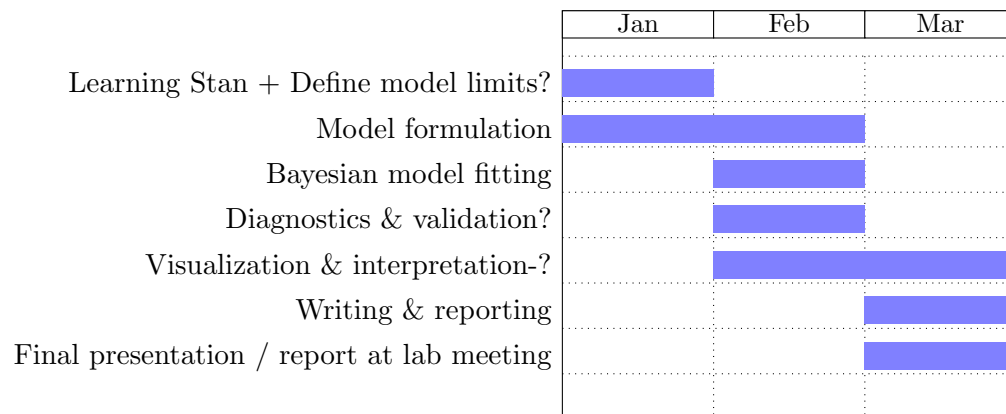 Jan Feb Mar
Learning Stan + Define model limits?
Model formulation
Bayesian model fitting
Diagnostics & validation?
Visualization & interpretation-?
Writing & reporting
Final presentation / report at lab meeting